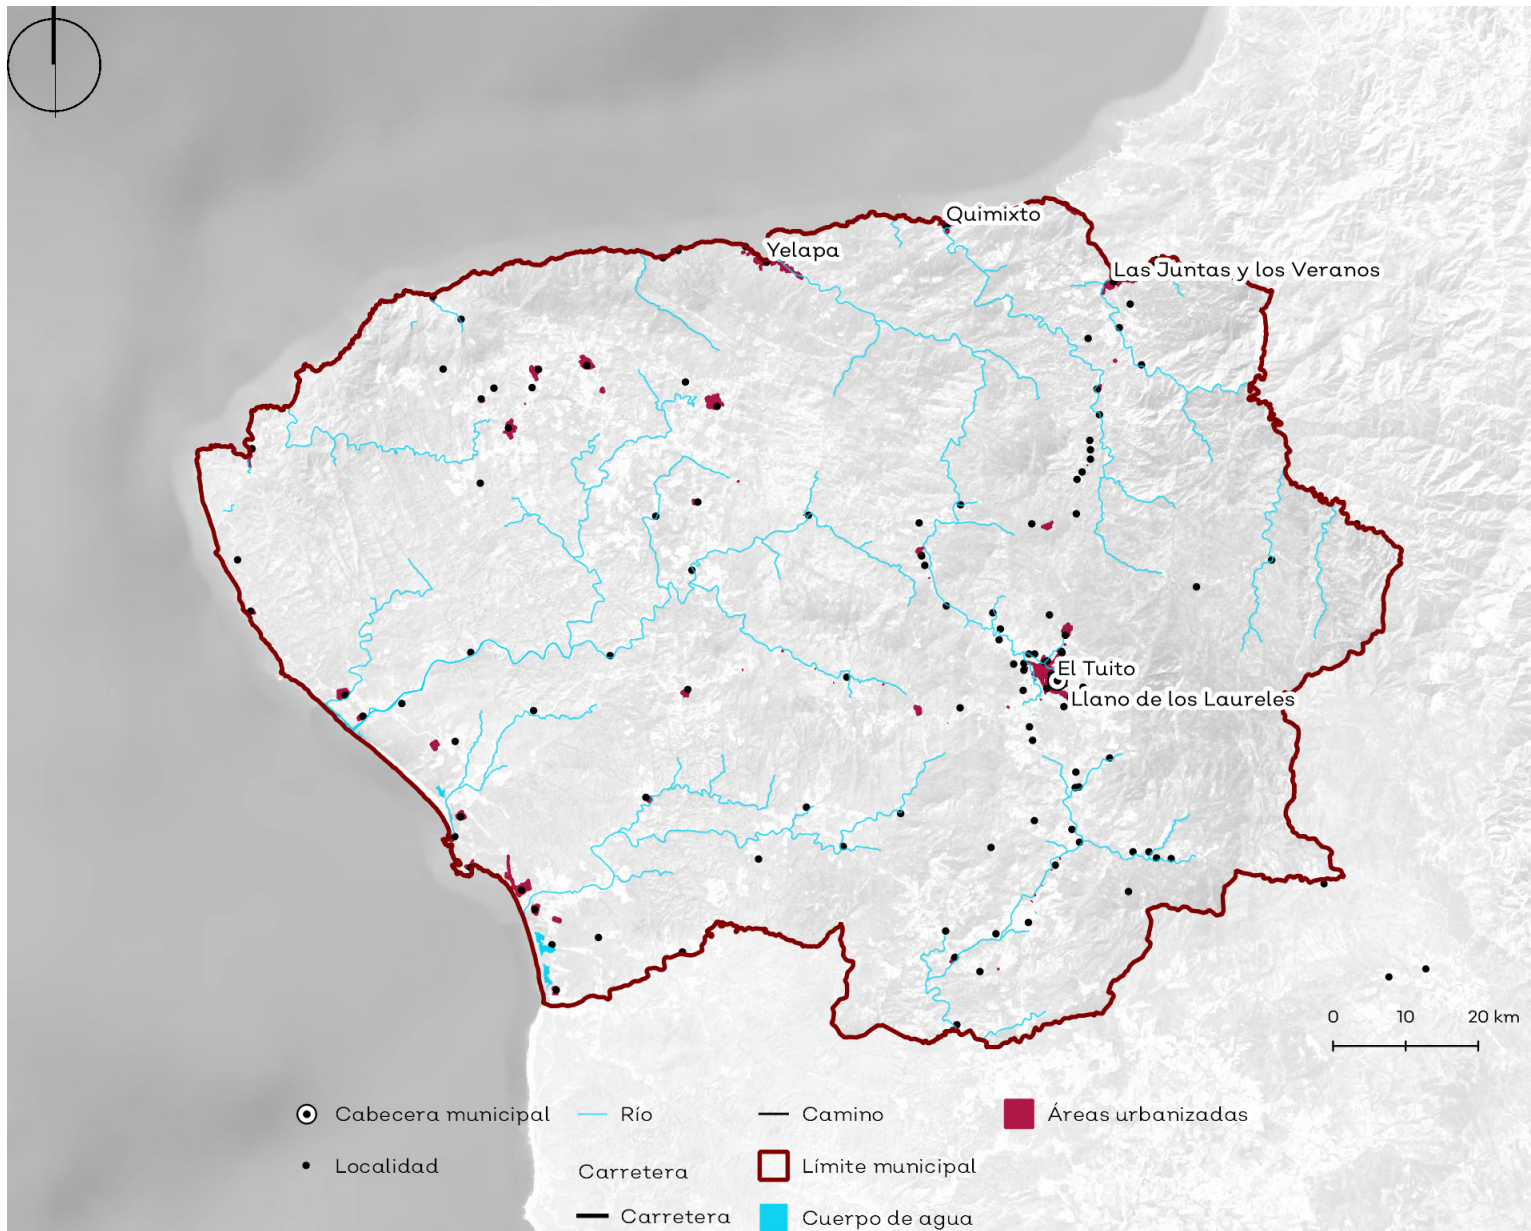 Quimixto
Yelapa
Las Juntas y los Veranos
El Tuito
Llano de los Laureles
0 10 20 km
Cabecera municipal Río Camino Áreas urbanizadas
Localidad Carretera Límite municipal
Carretera Cuerpo de agua